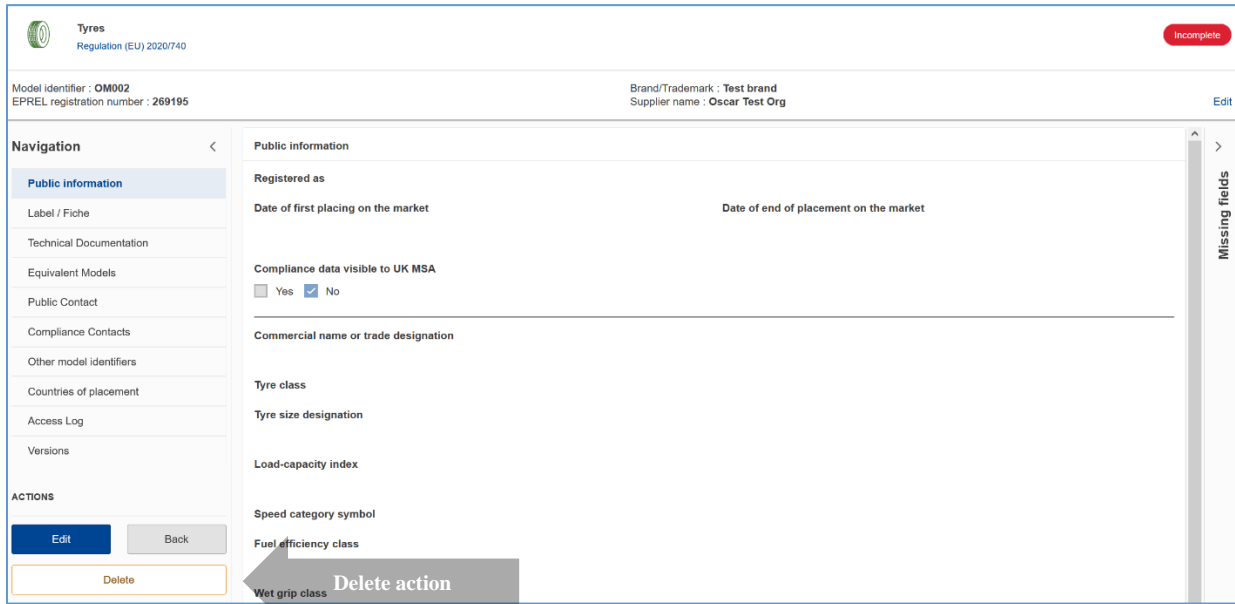 Tyres
Regulation (EU) 2020/740
Incomplete
Model identifier : OM002
EPREL registration number : 269195
Brand/Trademark : Test brand
Supplier name : Oscar Test Org
Edit
Navigation
Public information
Label / Fiche
Technical Documentation
Equivalent Models
Public Contact
Compliance Contacts
Other model identifiers
Countries of placement
Access Log
Versions
ACTIONS
Edit
Back
Delete
Public information
Registered as
Date of first placing on the market
Date of end of placement on the market
Compliance data visible to UK MSA
Yes No
Commercial name or trade designation
Tyre class
Tyre size designation
Load-capacity index
Speed category symbol
Fuel efficiency class
Wet grip class
Delete action
Missing fields